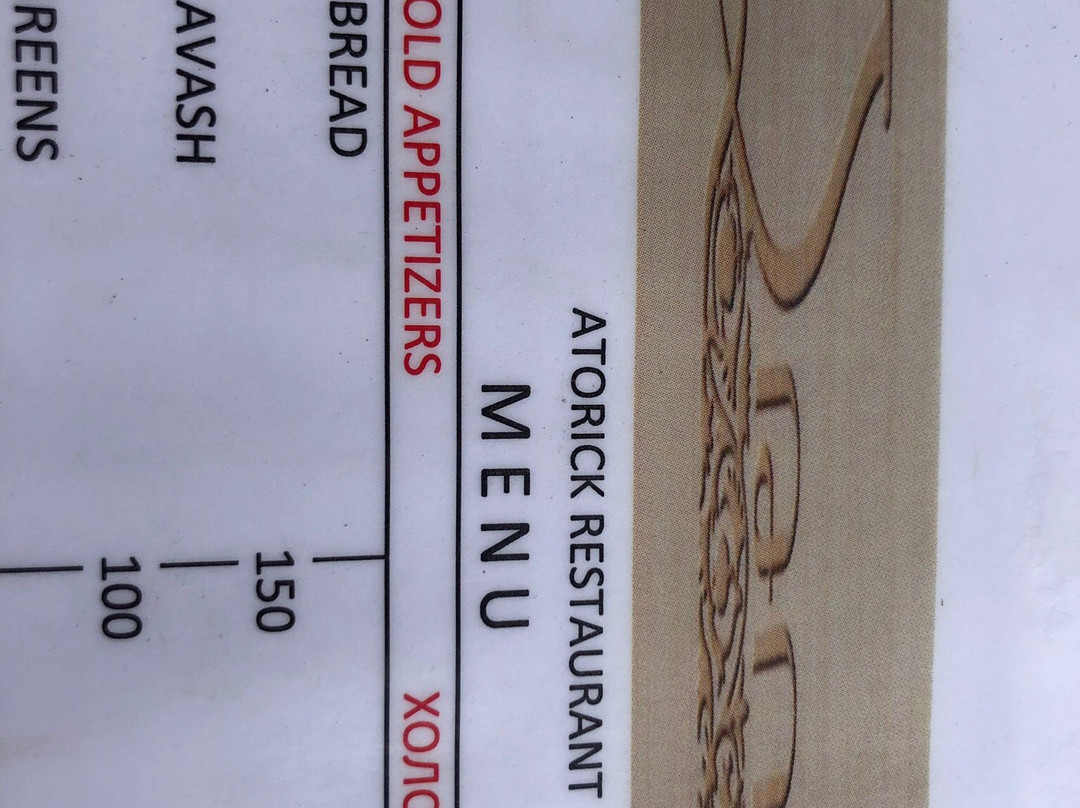 ATORICK RESTAURANT
MENU
OLD APPETIZERS ХОЛО
BREAD
150
AVASH
100
REENS